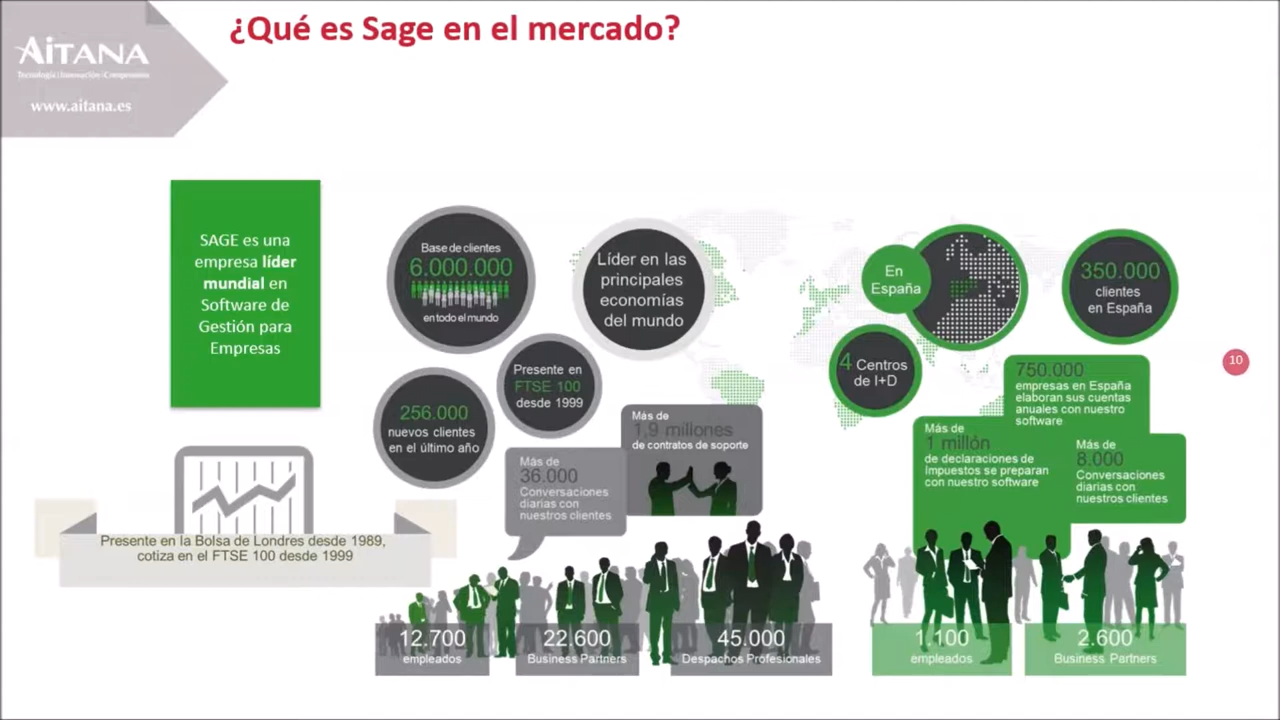 ¿Qué es Sage en el mercado?
AITANA
Tecnología|Innovación|Compromiso
www.aitana.es
SAGE es una
empresa líder
mundial en
Software de
Gestión para
Empresas
Presente en la Bolsa de Londres desde 1989,
cotiza en el FTSE 100 desde 1999
Base de clientes
6.000.000
en todo el mundo
Líder en las
principales
economías
del mundo
Presente en
FTSE 100
desde 1999
256.000
nuevos clientes
en el último año
Más de
1,9 millones
de contratos de soporte
Más de
36.000
Conversaciones
diarias con
nuestros clientes
12.700
empleados
22.600
Business Partners
45.000
Despachos Profesionales
En
España
350.000
clientes
en España
4 Centros
de I+D
750.000
empresas en España
elaboran sus cuentas
anuales con nuestro
software
Más de
1 millón
de declaraciones de
Impuestos se preparan
con nuestro software
Más de
8.000
Conversaciones
diarias con
nuestros clientes
1.100
empleados
2.600
Business Partners
10